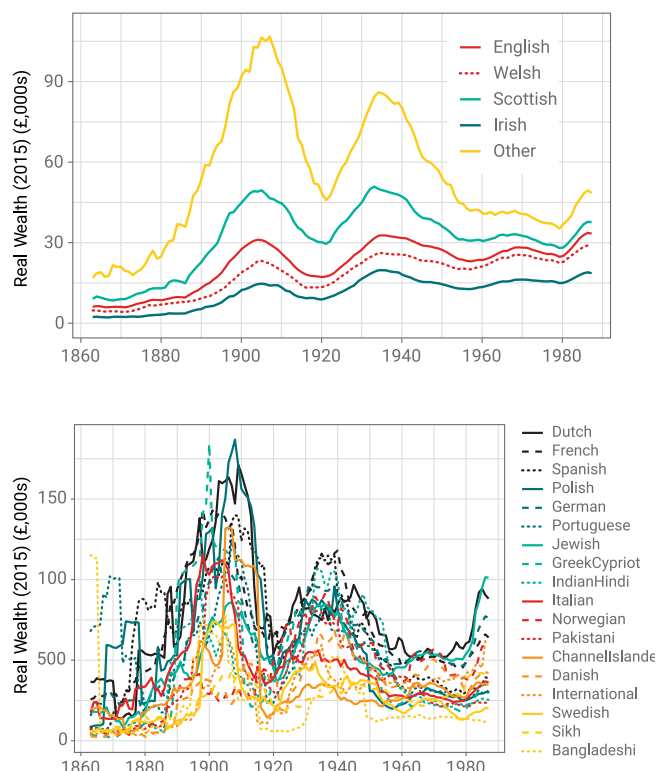 Real Wealth (2015) (£,000s)
90
60
30
0
English
Welsh
Scottish
Irish
Other
1860 1880 1900 1920 1940 1960 1980
Real Wealth (2015) (£,000s)
150
100
500
0
Dutch
French
Spanish
Polish
German
Portuguese
Jewish
GreekCypriot
IndianHindi
Italian
Norwegian
Pakistani
ChannelIslande
Danish
International
Swedish
Sikh
Bangladeshi
1860 1880 1900 1920 1940 1960 1980